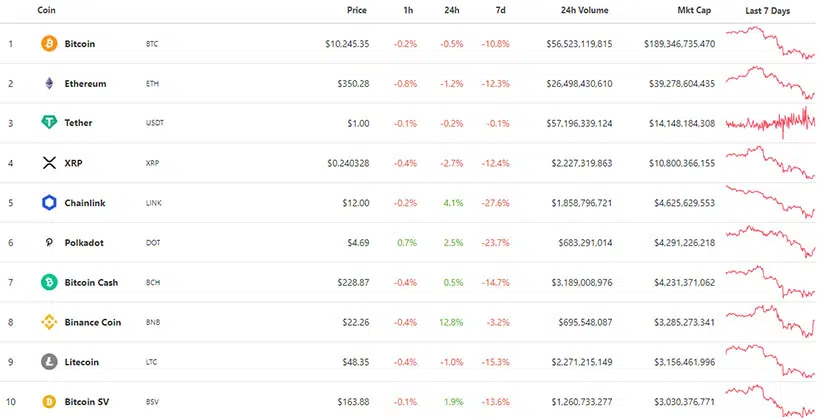 Coin Price 1h 24h 7d 24h Volume Mkt Cap Last 7 Days
1 Bitcoin BTC $10,245.35 -0.2% -0.5% -10.8% $56,523,119,815 $189,346,735,470
2 Ethereum ETH $350.28 -0.8% -1.2% -12.3% $26,498,430,610 $39,278,604,435
3 Tether USDT $1.00 -0.1% -0.2% -0.1% $57,196,339,124 $14,148,184,308
4 XRP XRP $0.240328 -0.4% -2.7% -12.4% $2,227,319,863 $10,800,366,155
5 Chainlink LINK $12.00 -0.2% 4.1% -27.6% $1,858,796,721 $4,625,629,553
6 Polkadot DOT $4.69 0.7% 2.5% -23.7% $683,291,014 $4,291,226,218
7 Bitcoin Cash BCH $228.87 -0.4% 0.5% -14.7% $3,189,008,976 $4,231,371,062
8 Binance Coin BNB $22.26 -0.4% 12.8% -3.2% $695,548,087 $3,285,273,341
9 Litecoin LTC $48.35 -0.4% -1.0% -15.3% $2,271,215,149 $3,156,461,996
10 Bitcoin SV BSV $163.88 -0.1% 1.9% -13.6% $1,260,733,277 $3,030,376,771